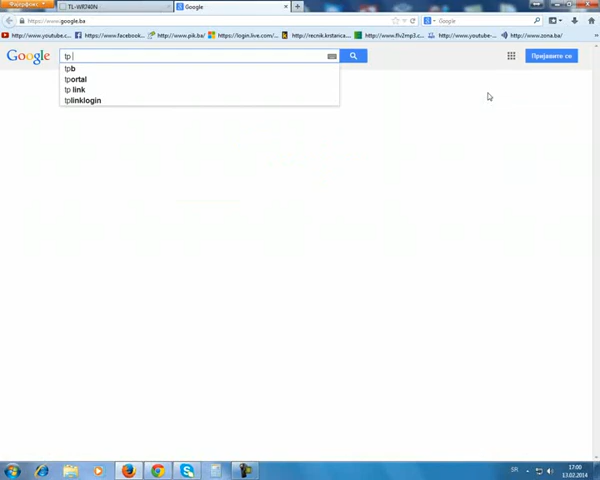 Фајерфокс
TL-WR740N
Google
https://www.google.ba
Google
http://www.youtube.c...
https://www.facebook...
http://www.pik.ba/
https://login.live.com/
http://recnik.krstarica...
http://www.flv2mp3.c...
http://www.youtube-...
http://www.zona.ba/
Google
tp
Пријавите се
tpb
tportal
tp link
tplinklogin
SR
17:00
13.02.2014